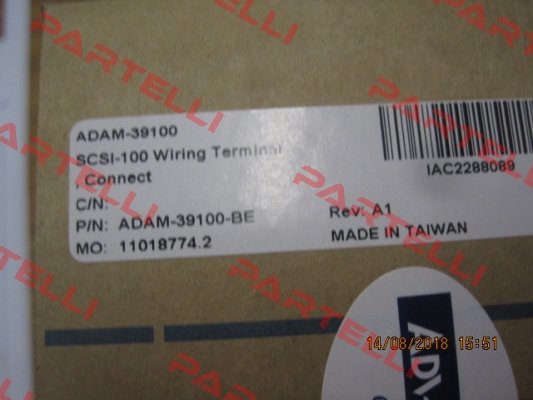 ADAM-39100
SCSI-100 Wiring Terminal
, Connect
C/N:
P/N: ADAM-39100-BE
MO: 11018774.2
IAC2288089
Rev: A1
MADE IN TAIWAN
14/08/2018 15:51
PARTELLI
PARTELLI
PARTELLI
PARTELLI
PARTELLI